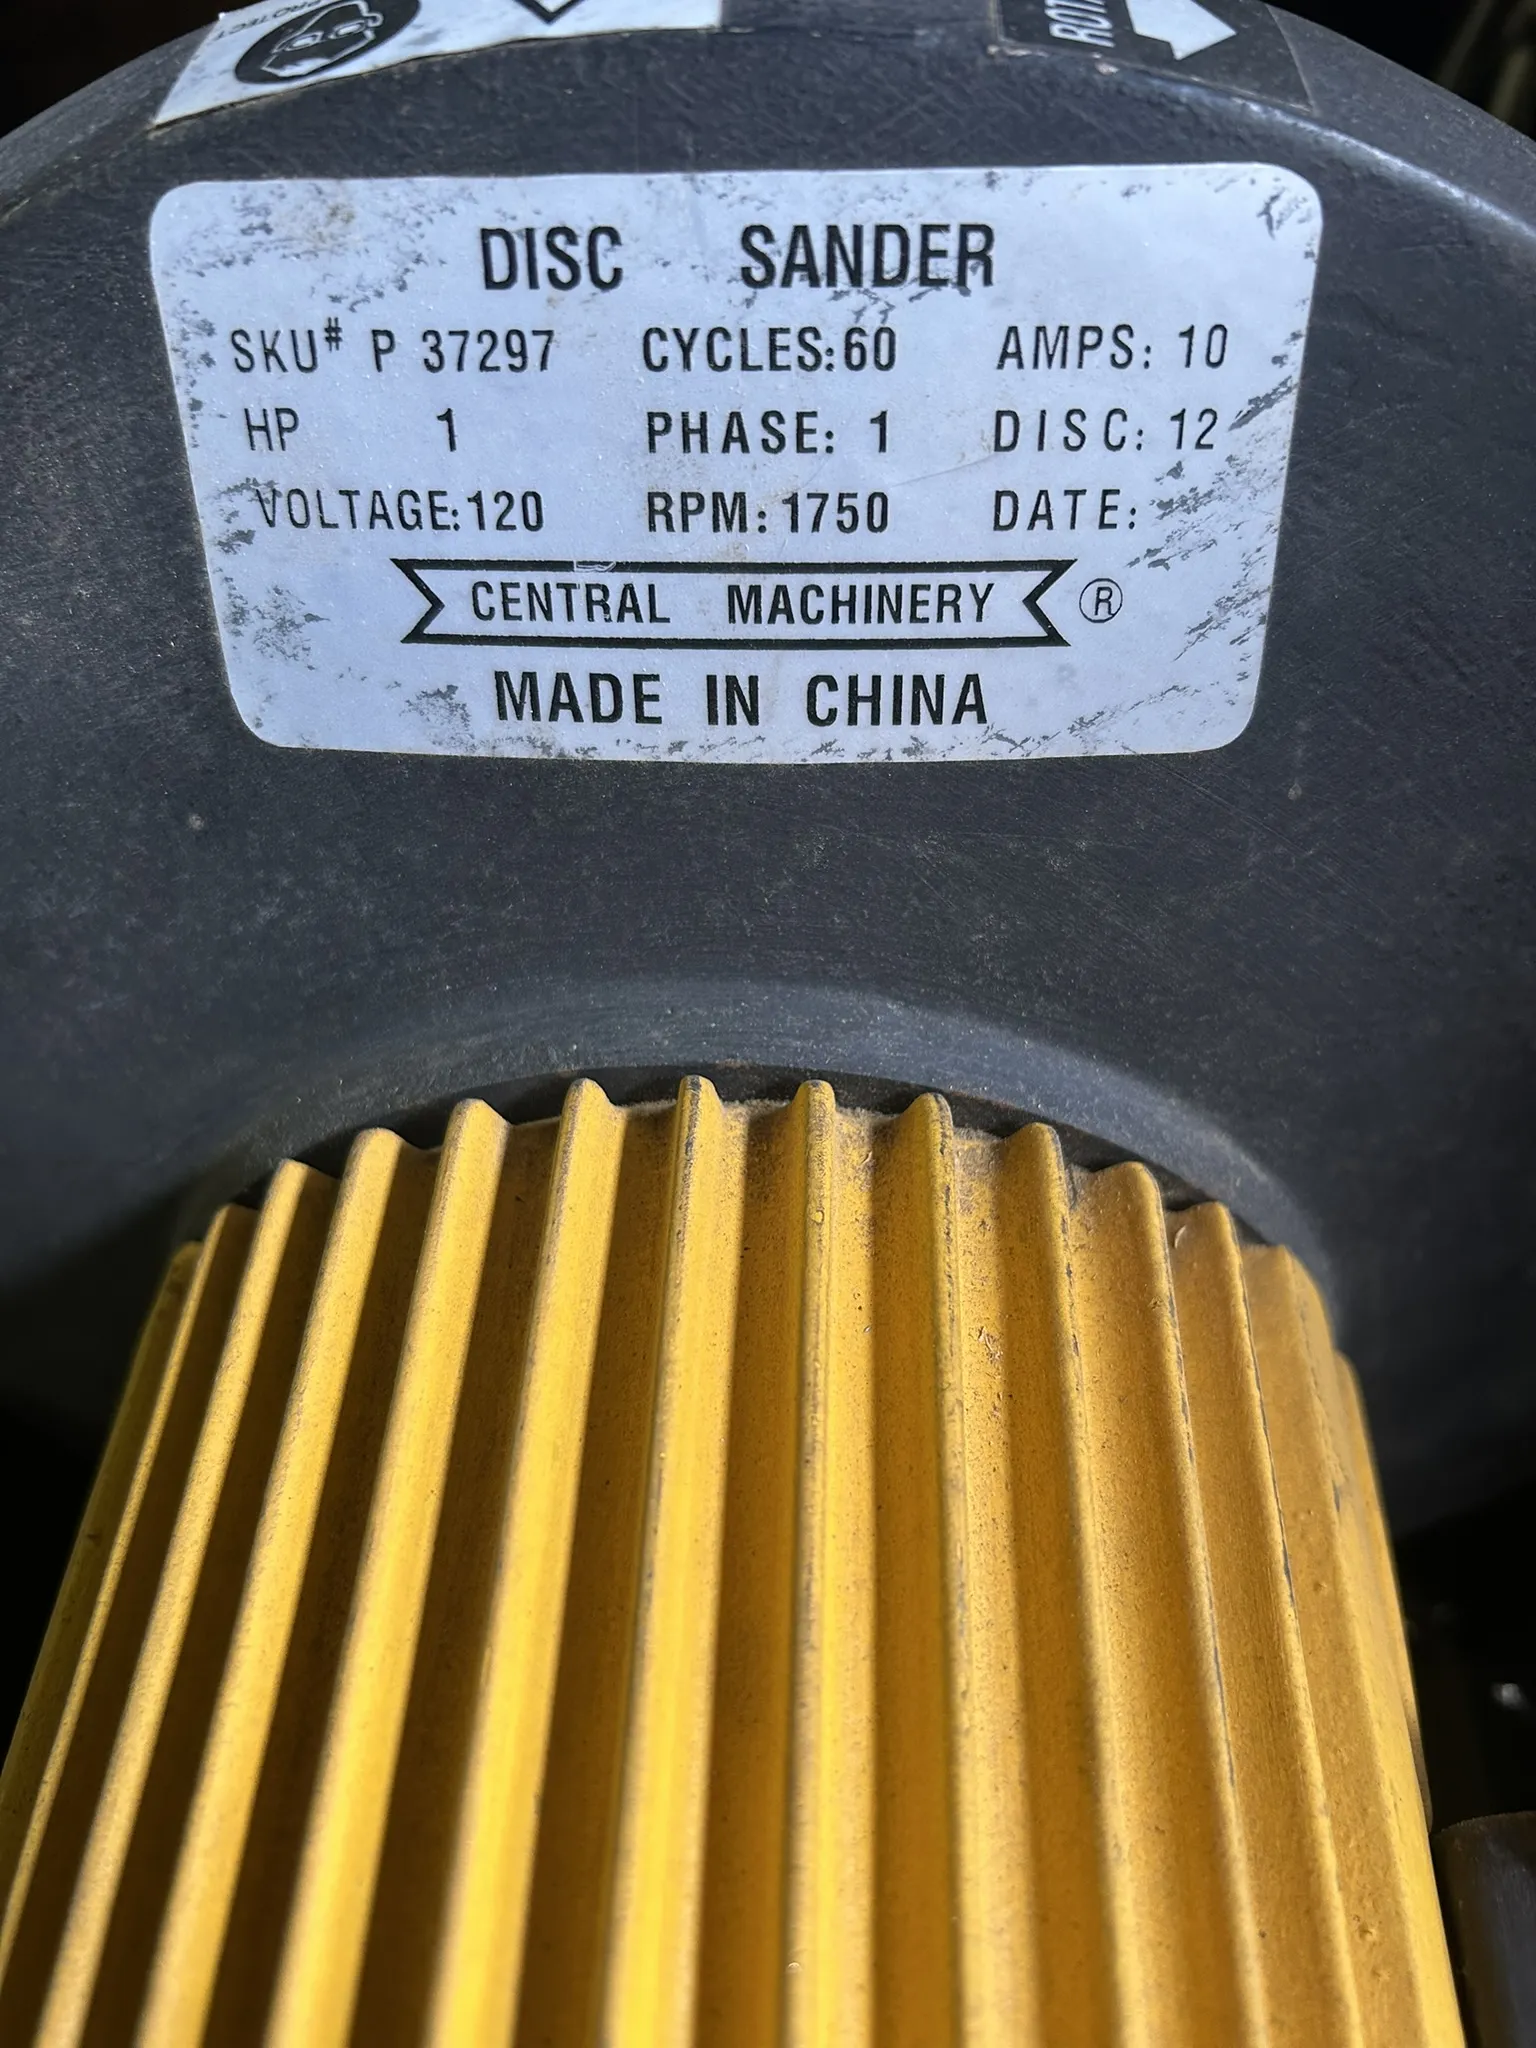 PROTECT
DISC SANDER
SKU# P 37297 CYCLES:60 AMPS: 10
HP 1 PHASE: 1 DISC: 12
VOLTAGE:120 RPM:1750 DATE:
CENTRAL MACHINERY ®
MADE IN CHINA